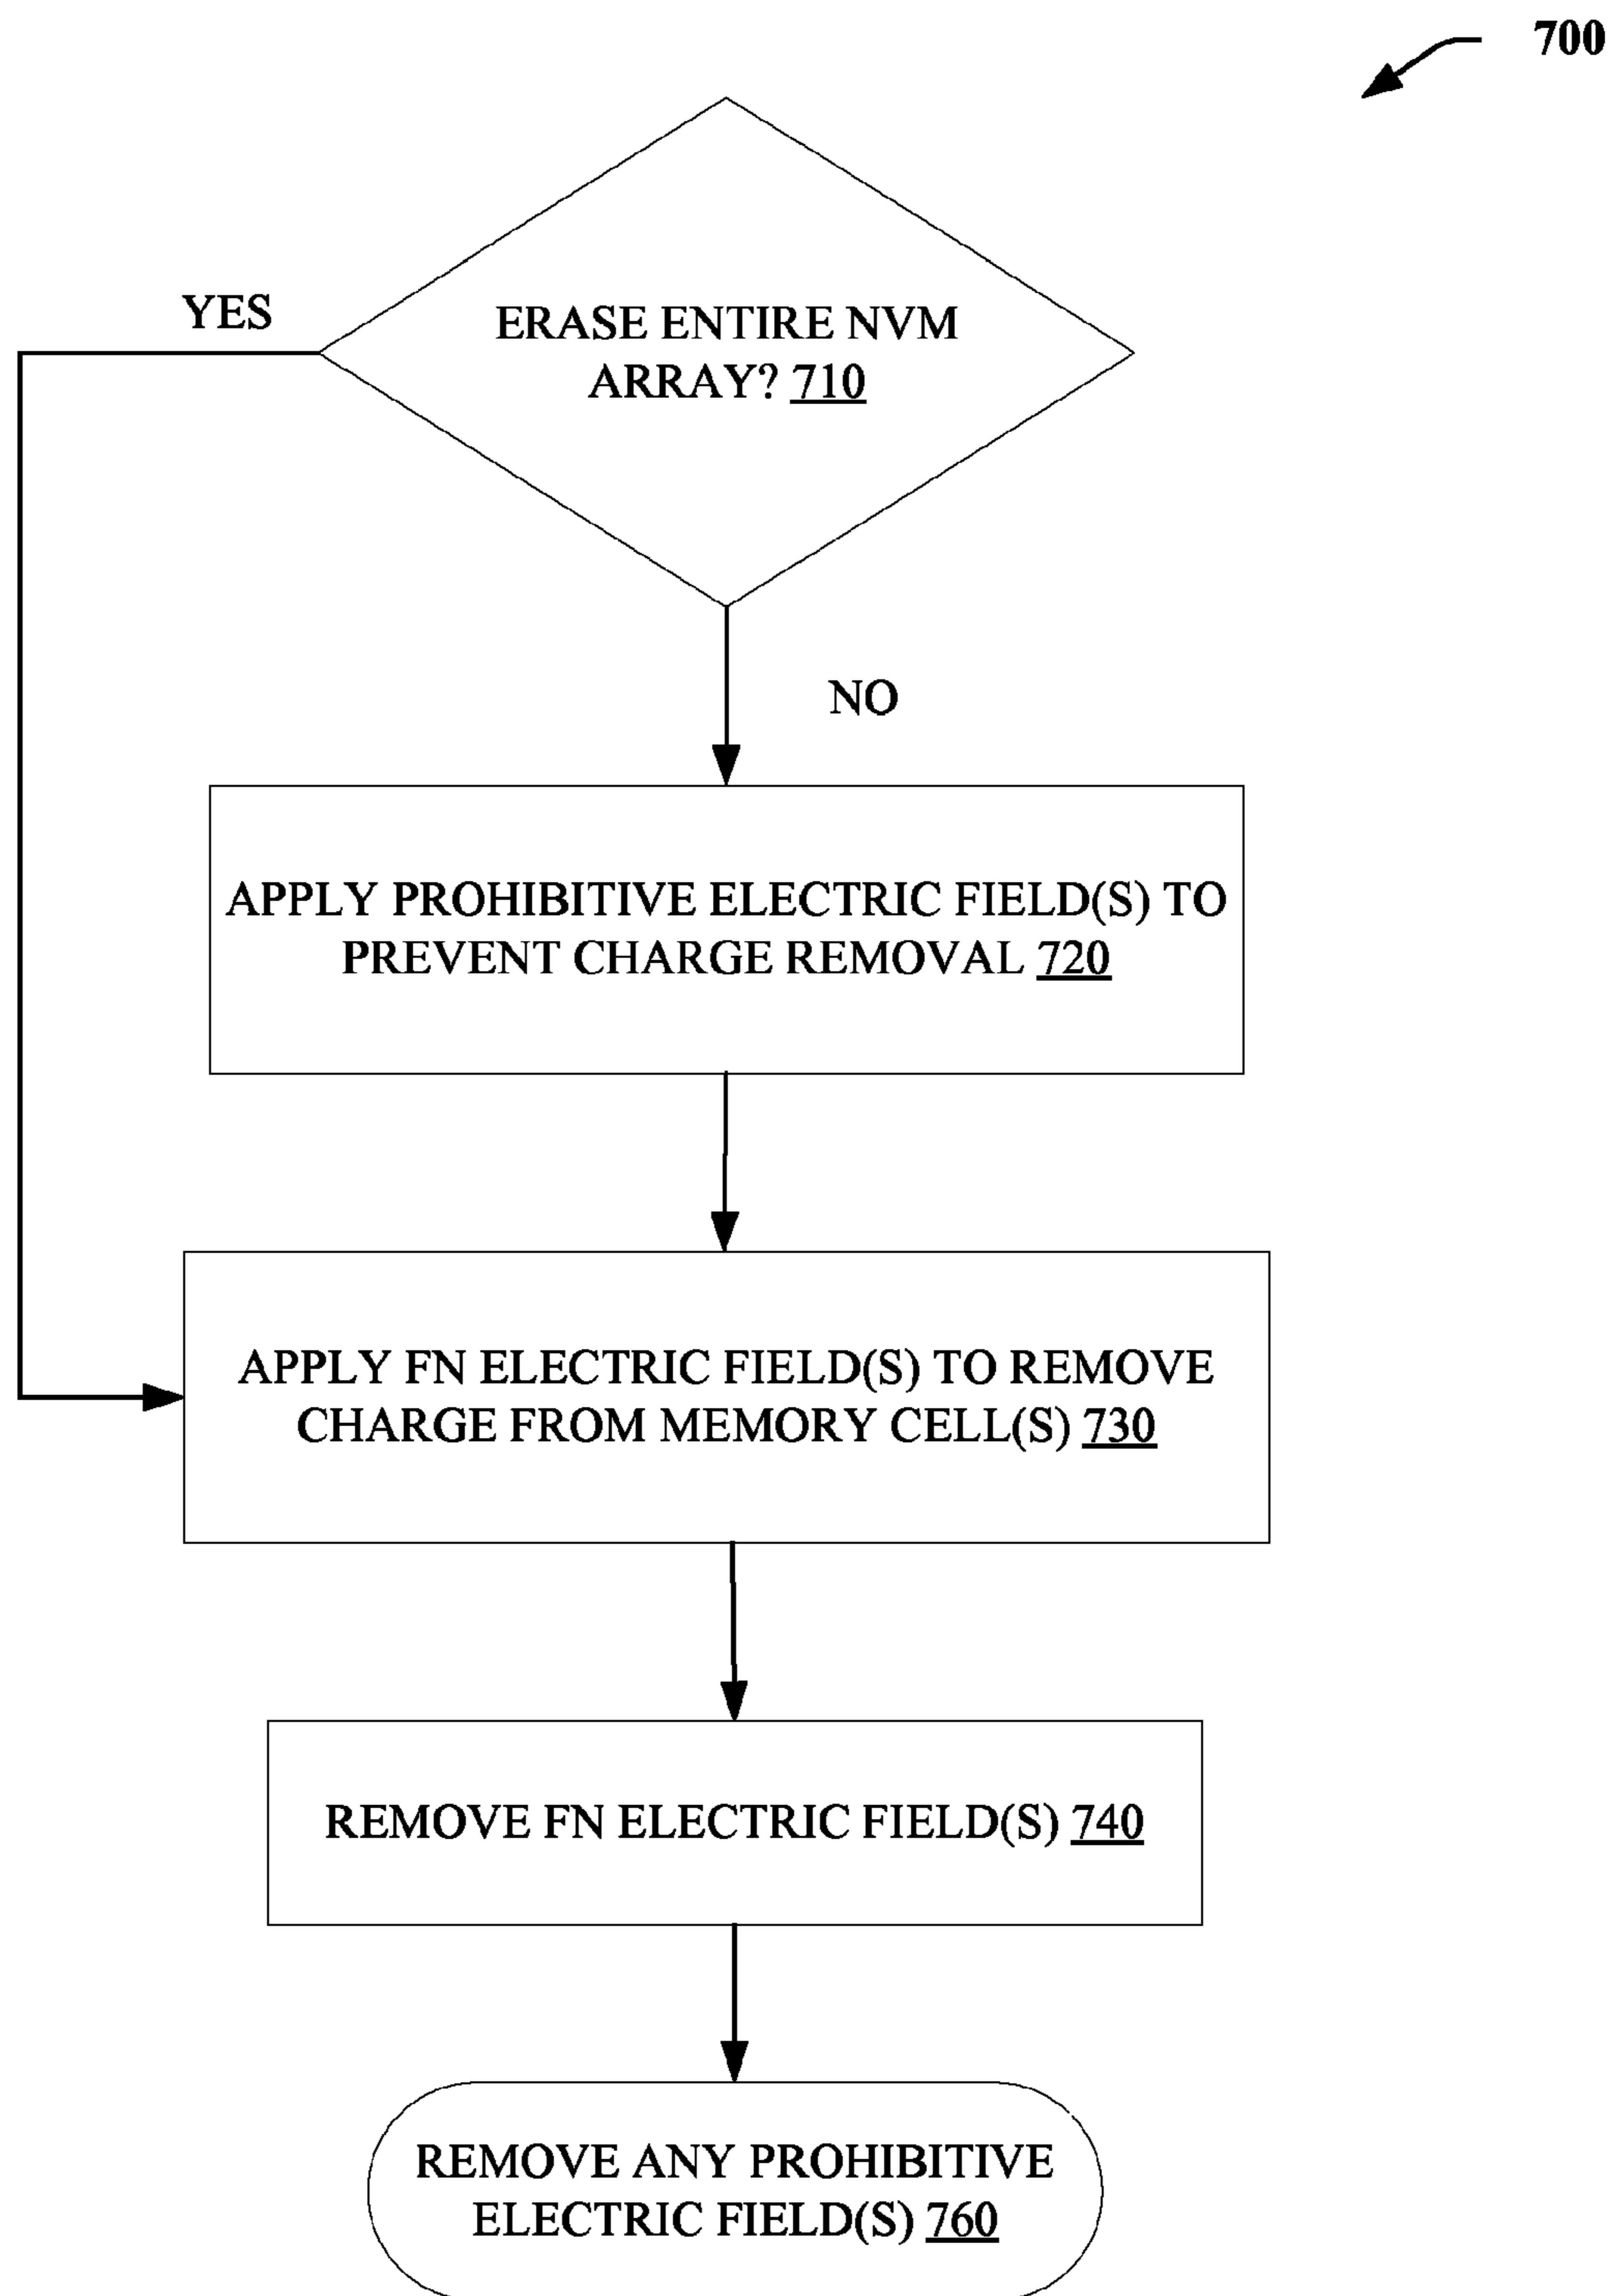 700
YES
ERASE ENTIRE NVM
ARRAY? 710
NO
APPLY PROHIBITIVE ELECTRIC FIELD(S) TO
PREVENT CHARGE REMOVAL 720
APPLY FN ELECTRIC FIELD(S) TO REMOVE
CHARGE FROM MEMORY CELL(S) 730
REMOVE FN ELECTRIC FIELD(S) 740
REMOVE ANY PROHIBITIVE
ELECTRIC FIELD(S) 760